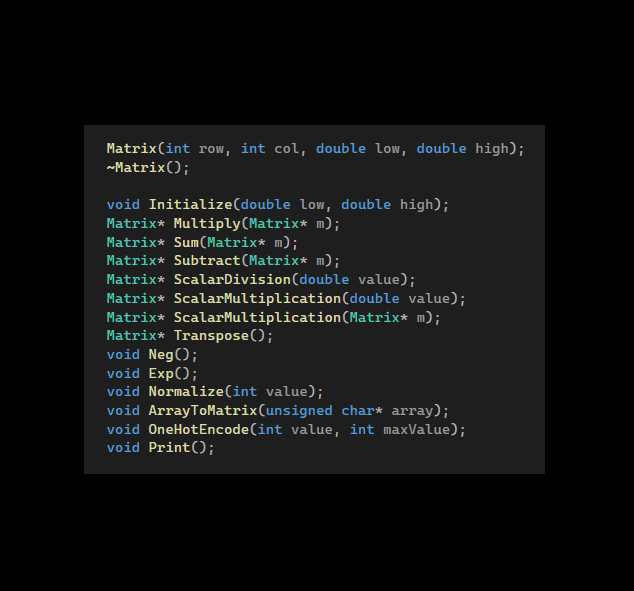 Matrix(int row, int col, double low, double high);
~Matrix();

void Initialize(double low, double high);
Matrix* Multiply(Matrix* m);
Matrix* Sum(Matrix* m);
Matrix* Subtract(Matrix* m);
Matrix* ScalarDivision(double value);
Matrix* ScalarMultiplication(double value);
Matrix* ScalarMultiplication(Matrix* m);
Matrix* Transpose();
void Neg();
void Exp();
void Normalize(int value);
void ArrayToMatrix(unsigned char* array);
void OneHotEncode(int value, int maxValue);
void Print();